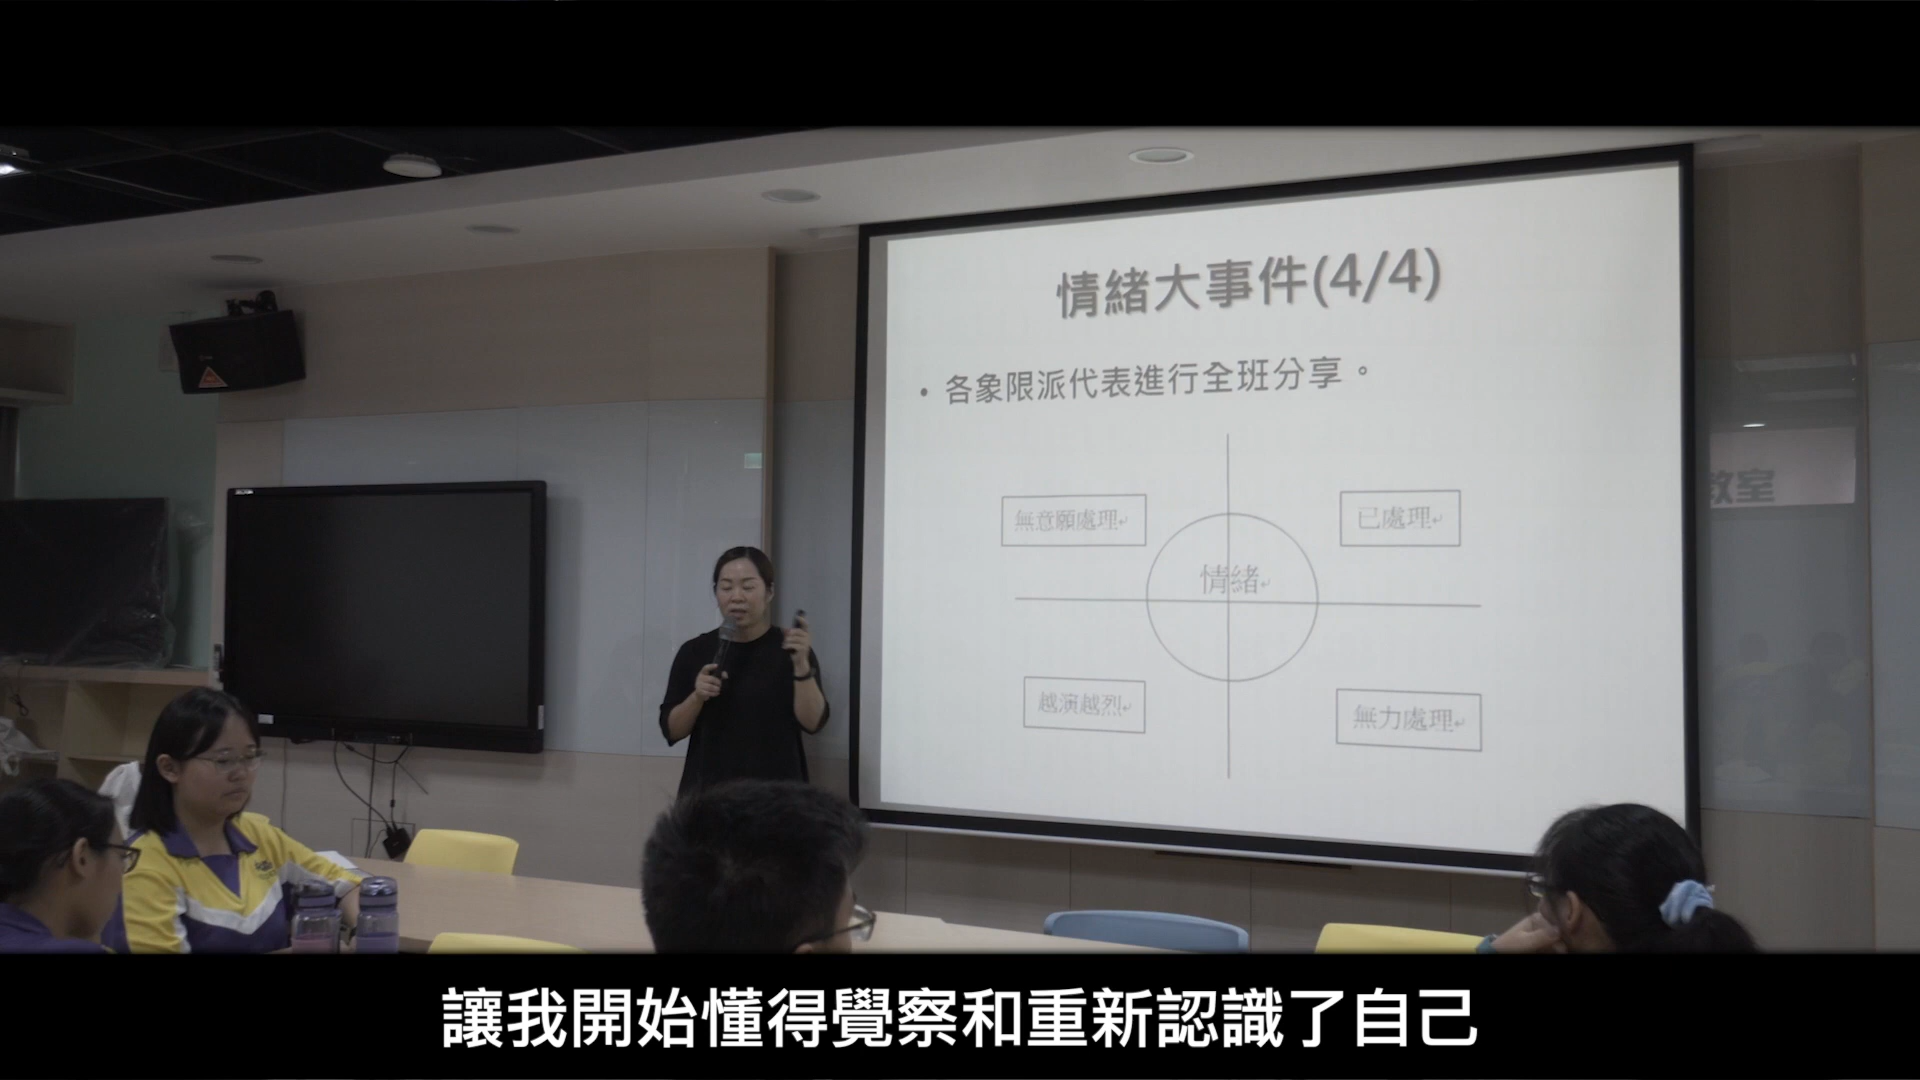 情緒大事件(4/4)
• 各象限派代表進行全班分享。
無意願處理
已處理
情緒
越演越烈
無力處理
教室
讓我開始懂得覺察和重新認識了自己